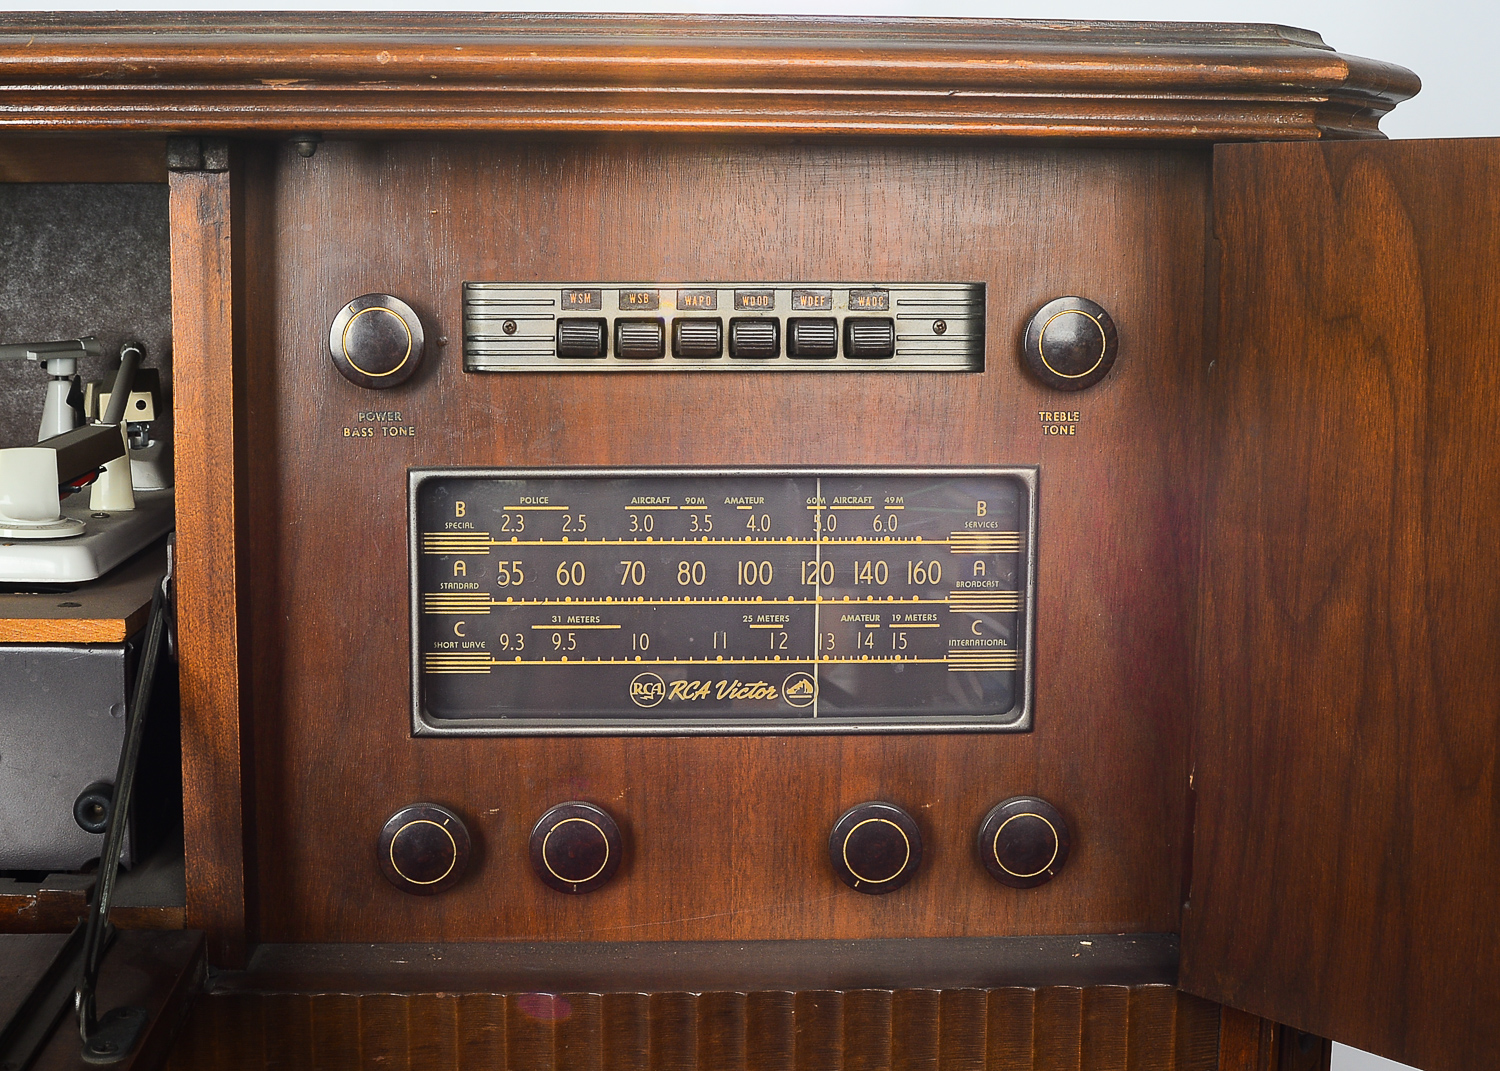 WSM WSB WAPO WDOD WDEF WAGC
POWER
BASS TONE
TREBLE
TONE
POLICE AIRCRAFT 90M AMATEUR 60M AIRCRAFT 49M
B 2.3 2.5 3.0 3.5 4.0 5.0 6.0 B
SPECIAL SERVICES
A 55 60 70 80 100 120 140 160 A
STANDARD BROADCAST
31 METERS 25 METERS AMATEUR 19 METERS
C 9.3 9.5 10 11 12 13 14 15 C
SHORT WAVE INTERNATIONAL
RCA RCA Victor